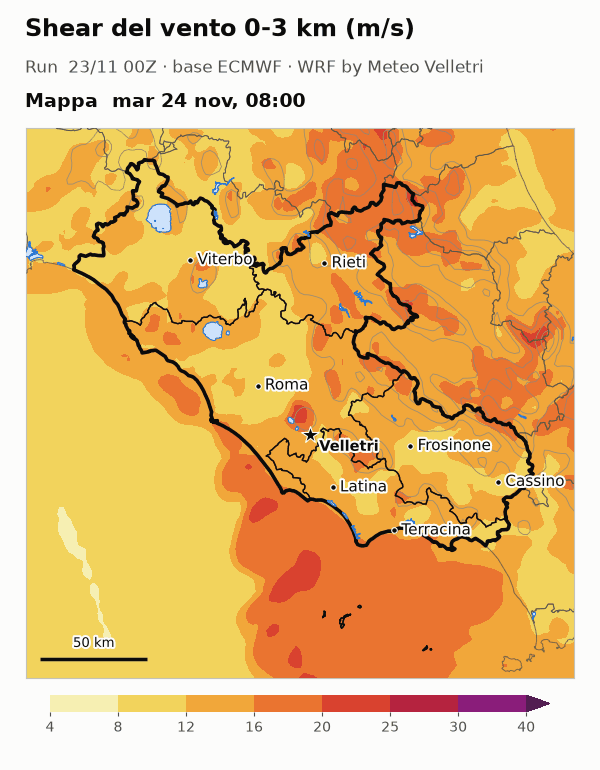 Shear del vento 0-3 km (m/s)
Run  23/11 00Z · base ECMWF · WRF by Meteo Velletri
Mappa  mar 24 nov, 08:00
Viterbo
Rieti
Roma
Velletri
Frosinone
Latina
Cassino
Terracina
50 km
4 8 12 16 20 25 30 40